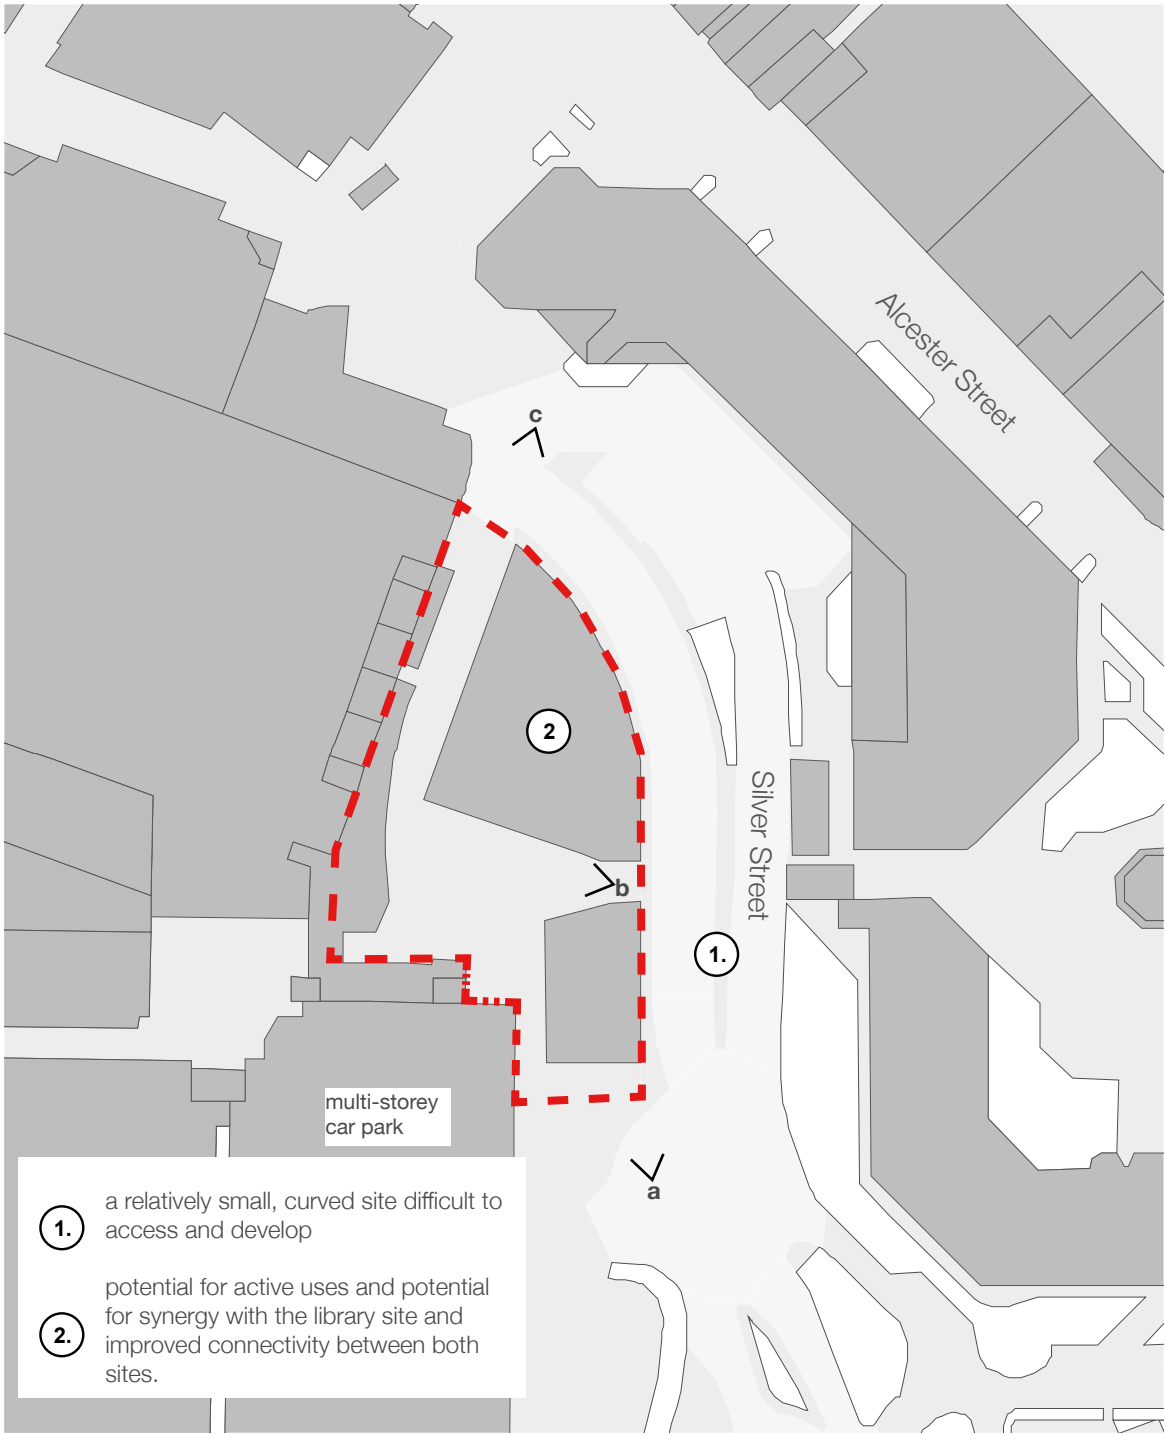 Alcester Street
c
2
Silver Street
b
1.
multi-storey
car park
a
1.
a relatively small, curved site difficult to
access and develop
2.
potential for active uses and potential
for synergy with the library site and
improved connectivity between both
sites.